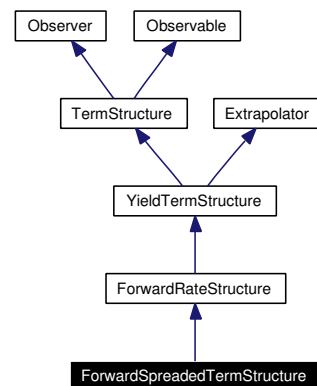 Observer
Observable
TermStructure
Extrapolator
YieldTermStructure
ForwardRateStructure
ForwardSpreadedTermStructure